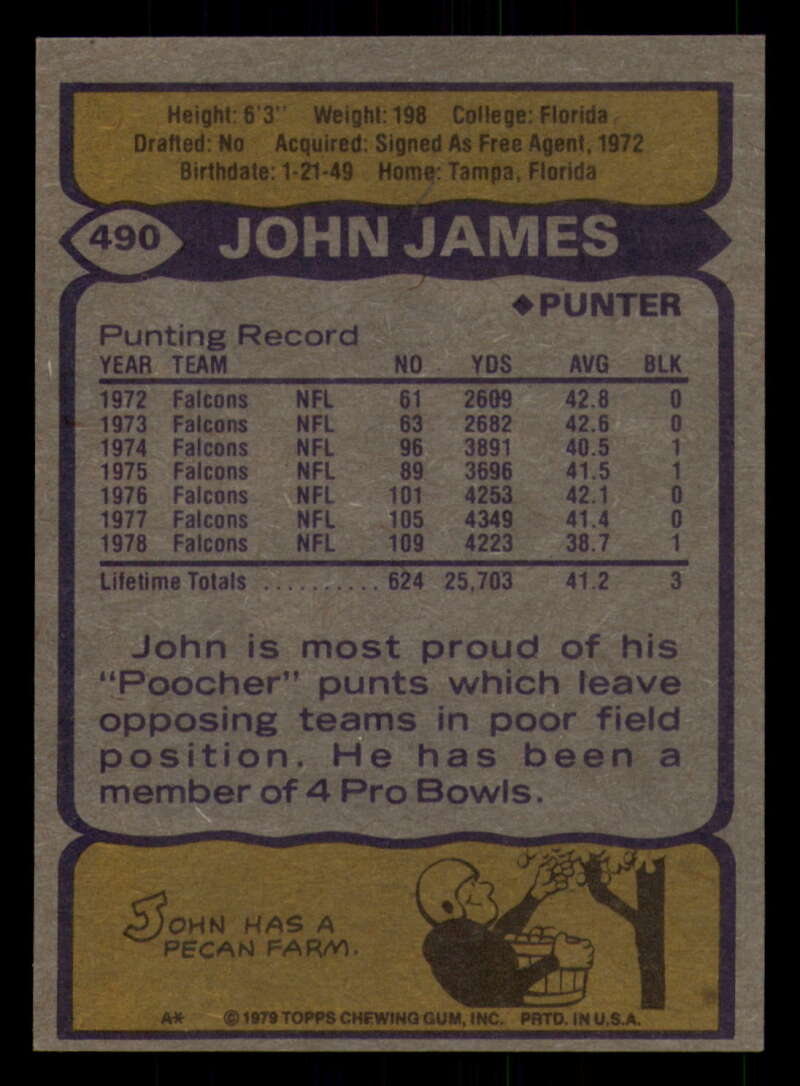 Height: 6'3" Weight: 198 College: Florida
Drafted: No Acquired: Signed As Free Agent, 1972
Birthdate: 1-21-49 Home: Tampa, Florida
490 JOHN JAMES
◆PUNTER
Punting Record
YEAR TEAM NO YDS AVG BLK
1972 Falcons NFL 61 2609 42.8 0
1973 Falcons NFL 63 2682 42.6 0
1974 Falcons NFL 96 3891 40.5 1
1975 Falcons NFL 89 3696 41.5 1
1976 Falcons NFL 101 4253 42.1 0
1977 Falcons NFL 105 4349 41.4 0
1978 Falcons NFL 109 4223 38.7 1
Lifetime Totals .......... 624 25,703 41.2 3
John is most proud of his
"Poocher" punts which leave
opposing teams in poor field
position. He has been a
member of 4 Pro Bowls.
JOHN HAS A
PECAN FARM.
A* © 1979 TOPPS CHEWING GUM, INC. PRTD. IN U.S.A.